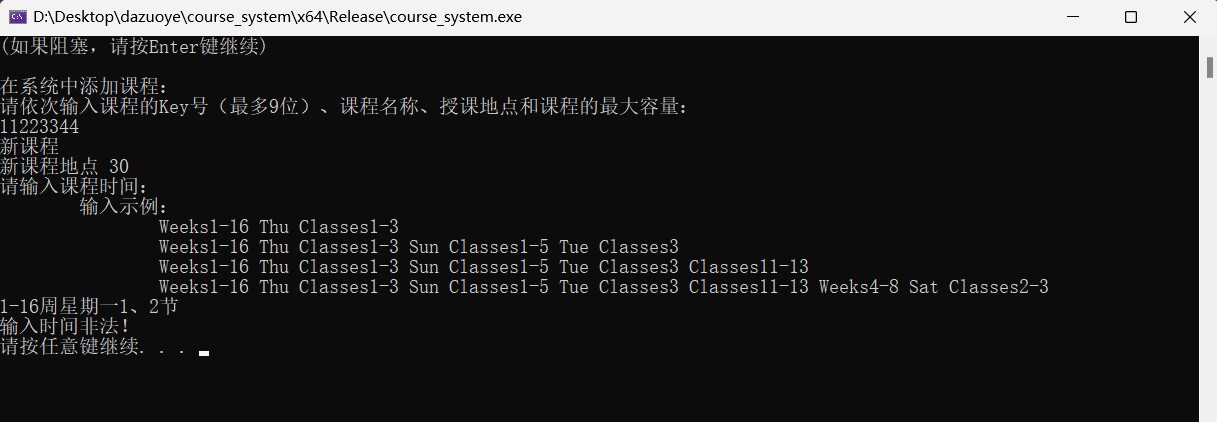 D:\Desktop\dazuoye\course_system\x64\Release\course_system.exe
(如果阻塞，请按Enter键继续)
在系统中添加课程：
请依次输入课程的Key号（最多9位）、课程名称、授课地点和课程的最大容量：
11223344
新课程
新课程地点 30
请输入课程时间：
输入示例：
Weeks1-16 Thu Classes1-3
Weeks1-16 Thu Classes1-3 Sun Classes1-5 Tue Classes3
Weeks1-16 Thu Classes1-3 Sun Classes1-5 Tue Classes3 Classes11-13
Weeks1-16 Thu Classes1-3 Sun Classes1-5 Tue Classes3 Classes11-13 Weeks4-8 Sat Classes2-3
1-16周星期一1、2节
输入时间非法！
请按任意键继续. . .